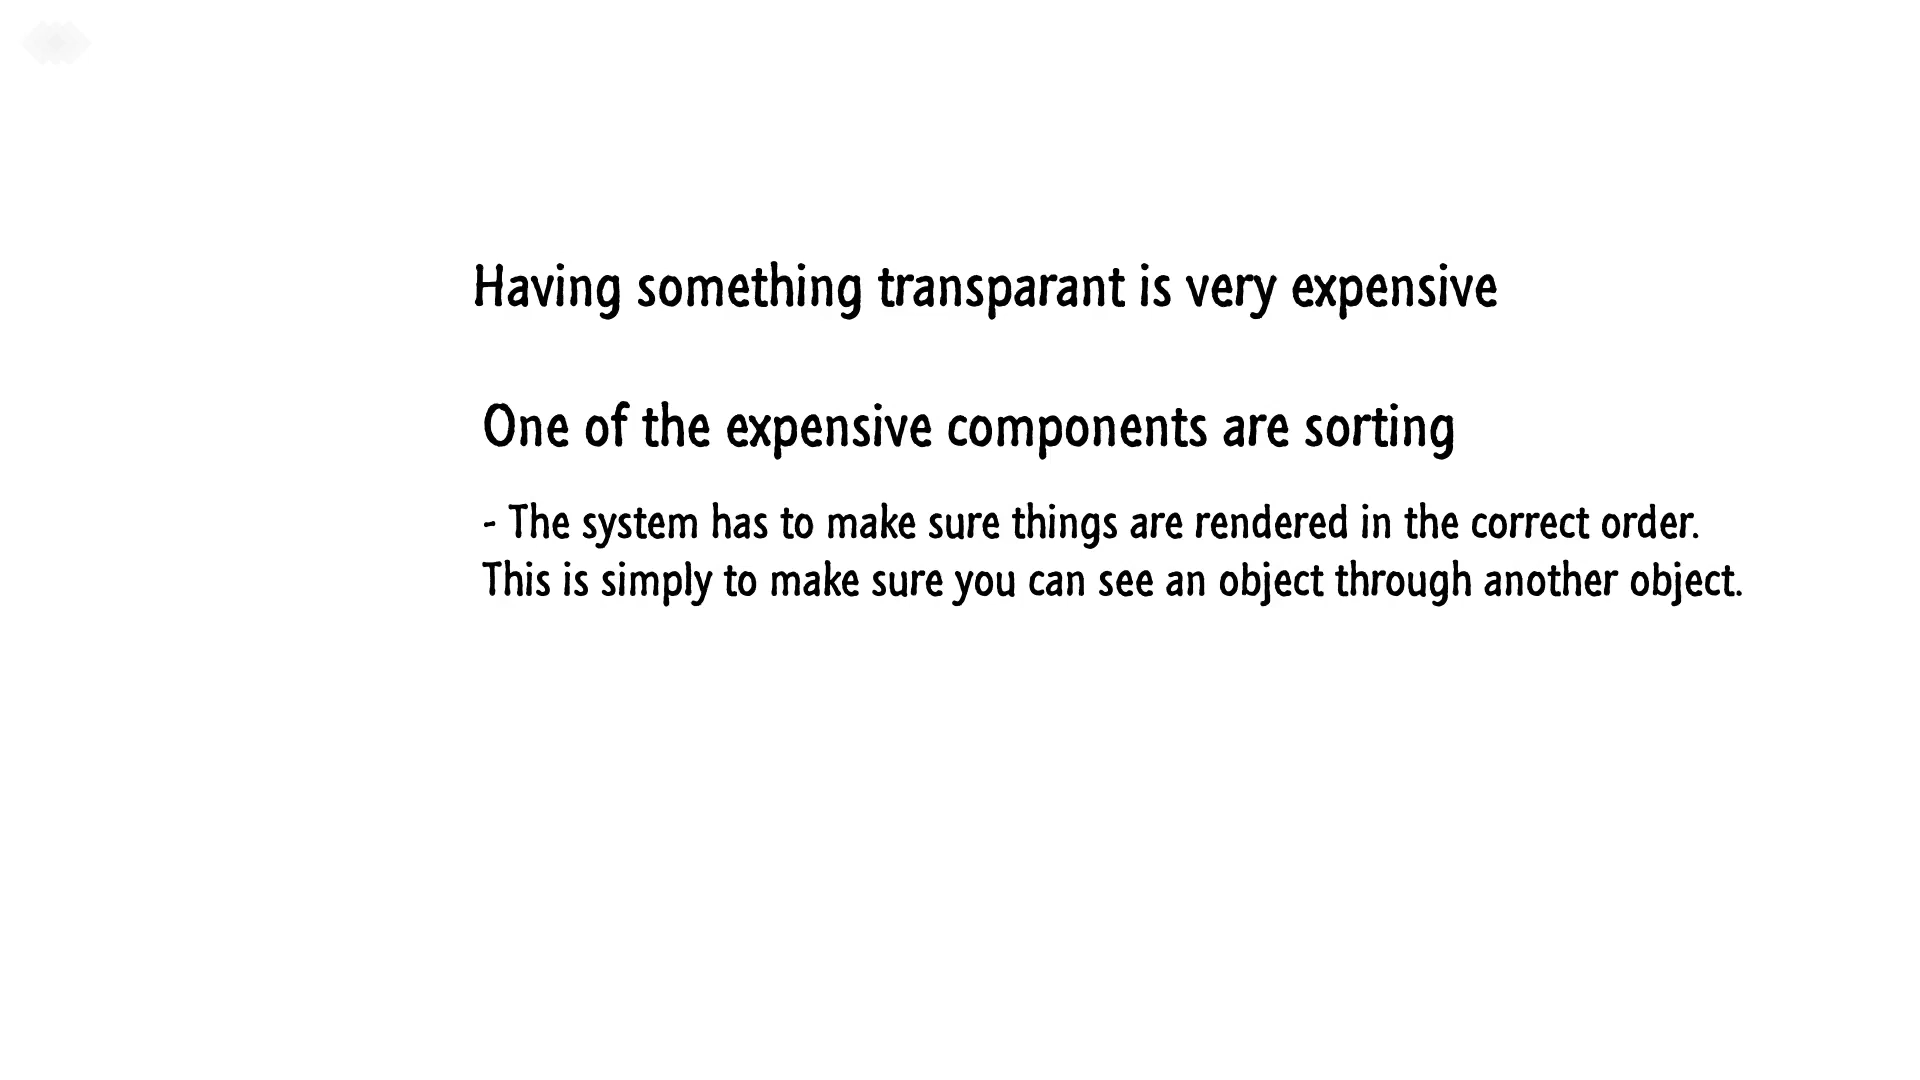 Having something transparant is very expensive
One of the expensive components are sorting
- The system has to make sure things are rendered in the correct order.
This is simply to make sure you can see an object through another object.